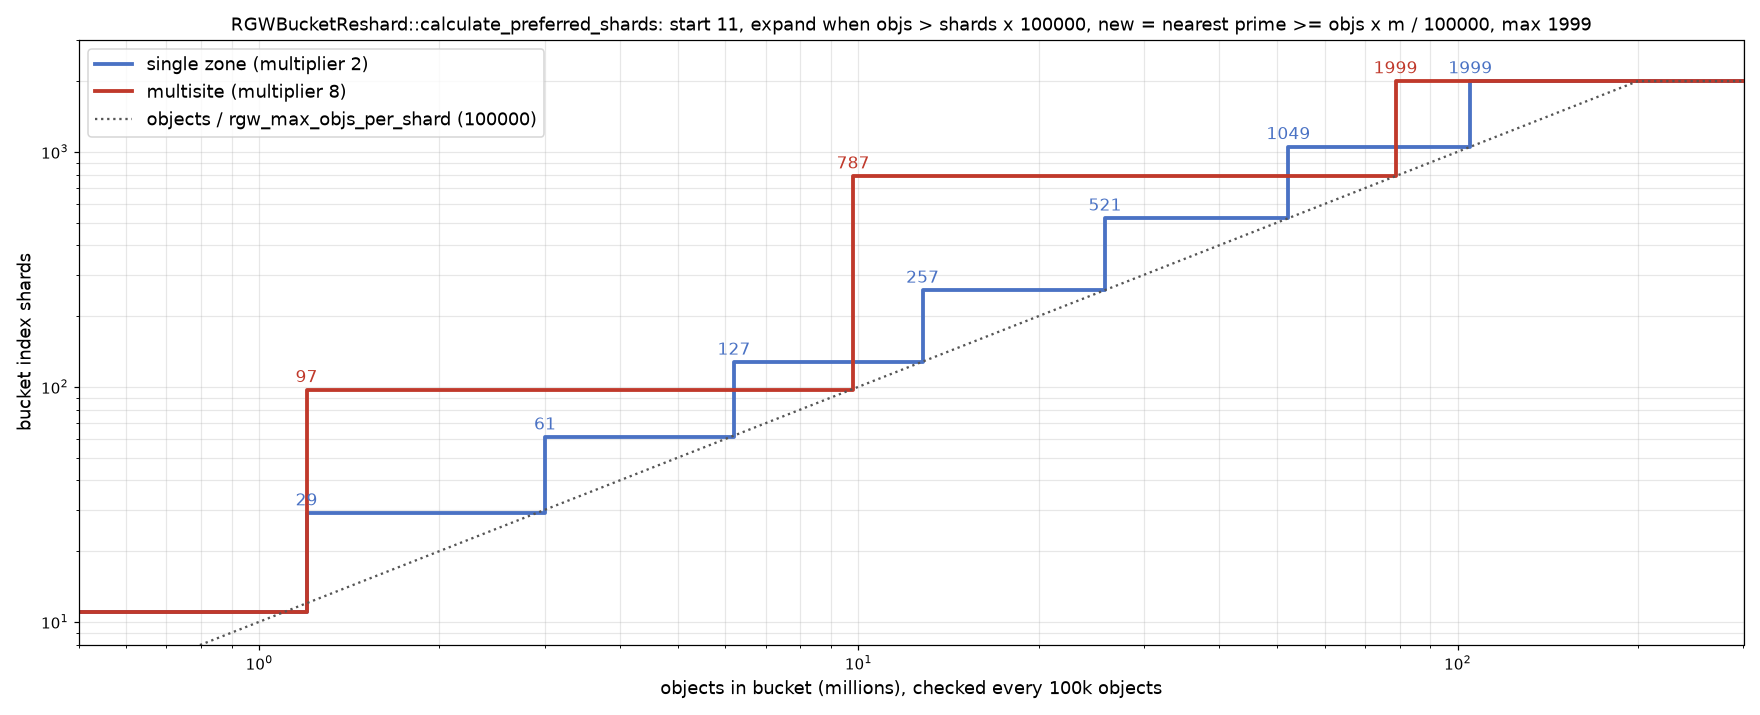 RGWBucketReshard::calculate_preferred_shards: start 11, expand when objs > shards x 100000, new = nearest prime >= objs x m / 100000, max 1999
single zone (multiplier 2)
multisite (multiplier 8)
objects / rgw_max_objs_per_shard (100000)
1999
1999
1049
787
521
257
127
97
61
29
bucket index shards
10³
10²
10¹
10⁰
10¹
10²
objects in bucket (millions), checked every 100k objects